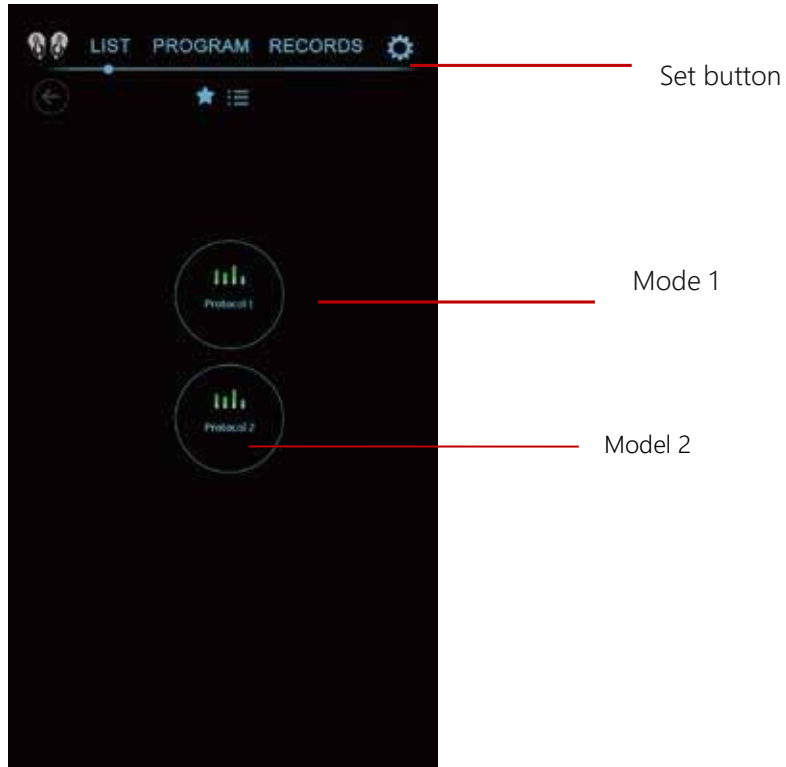 LIST PROGRAM RECORDS
Set button
Protocol 1
Mode 1
Protocol 2
Model 2